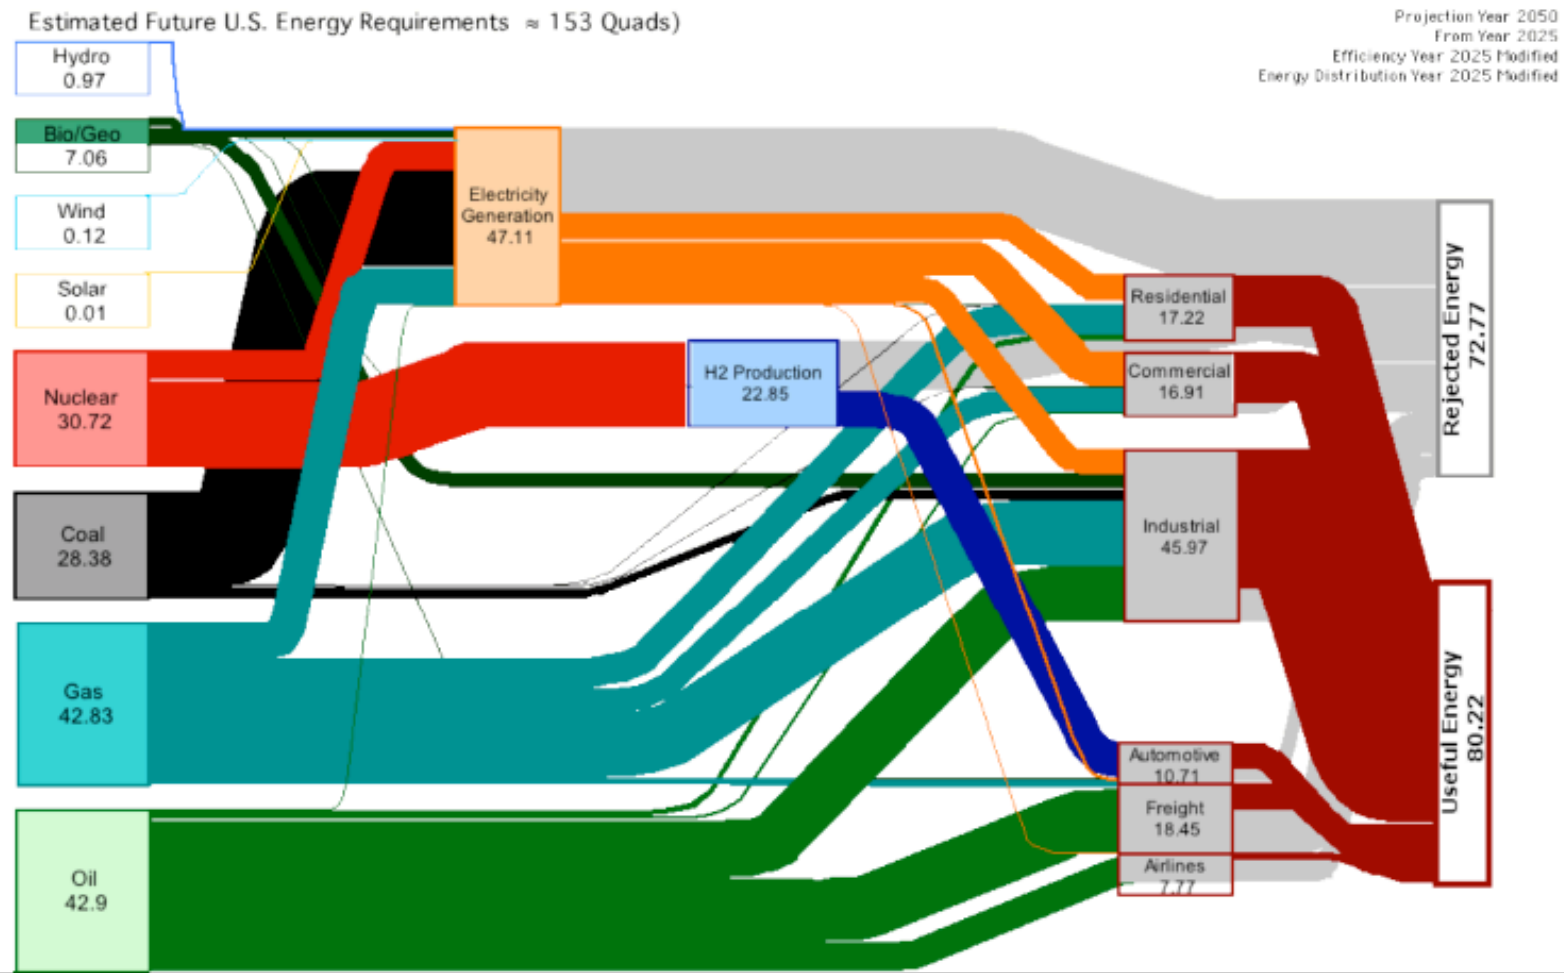 Estimated Future U.S. Energy Requirements ≈ 153 Quads)
Projection Year 2050
From Year 2025
Efficiency Year 2025 Modified
Energy Distribution Year 2025 Modified
Hydro
0.97
Bio/Geo
7.06
Wind
0.12
Solar
0.01
Nuclear
30.72
Coal
28.38
Gas
42.83
Oil
42.9
Electricity
Generation
47.11
H2 Production
22.85
Residential
17.22
Commercial
16.91
Industrial
45.97
Automotive
10.71
Freight
18.45
Airlines
7.77
Rejected Energy
72.77
Useful Energy
80.22